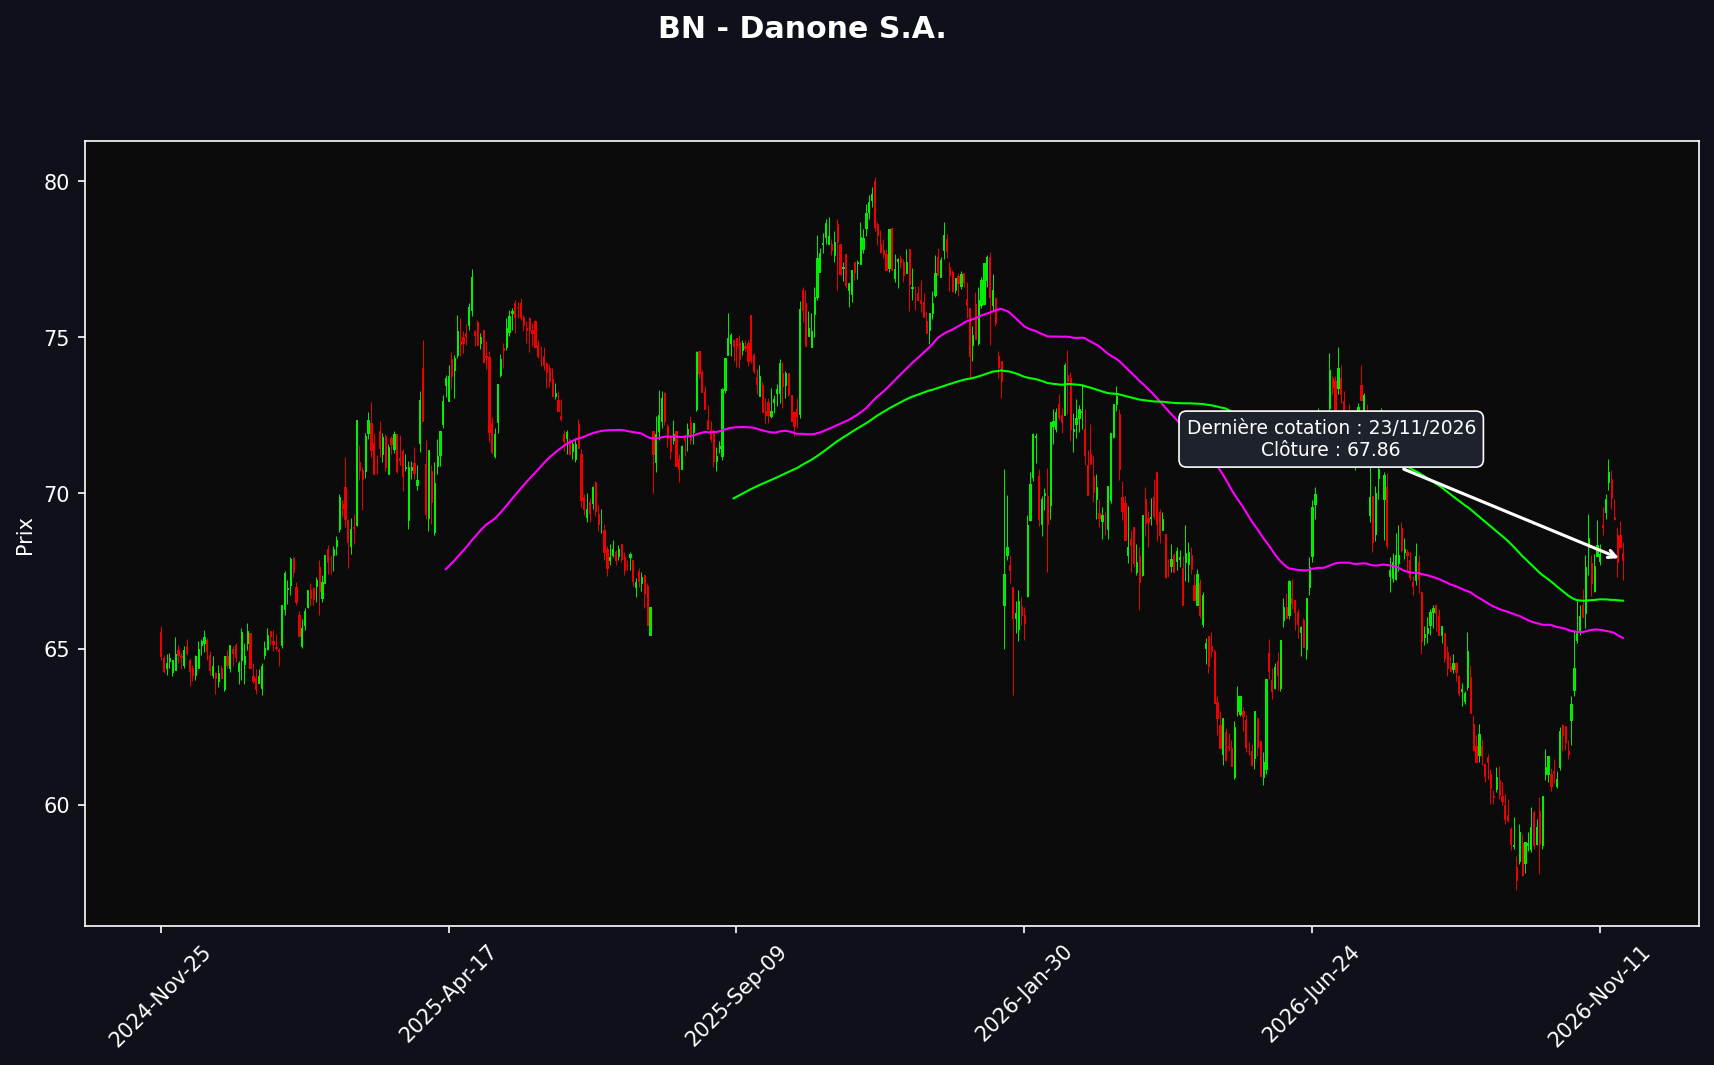 BN - Danone S.A.
Prix
80
75
70
65
60
Dernière cotation : 23/11/2026
Clôture : 67.86
2024-Nov-25
2025-Apr-17
2025-Sep-09
2026-Jan-30
2026-Jun-24
2026-Nov-11